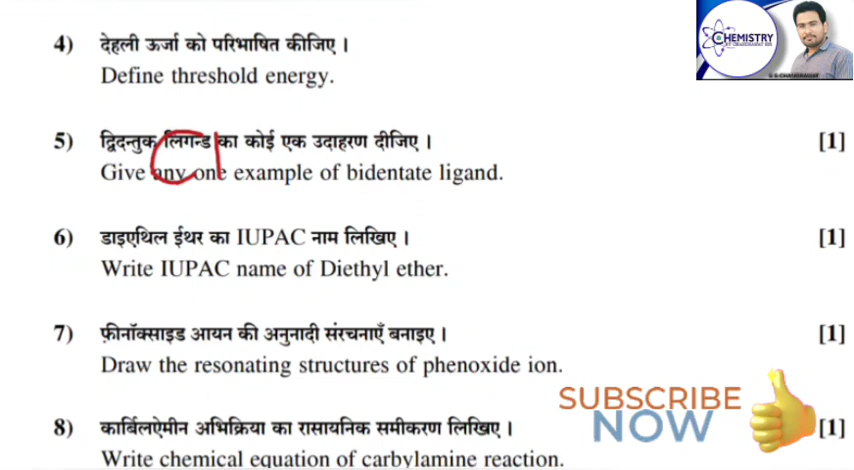 CHEMISTRY
4) देहली ऊर्जा को परिभाषित कीजिए।
Define threshold energy.
5) द्विदन्तुक लिगन्ड का कोई एक उदाहरण दीजिए। [1]
Give any one example of bidentate ligand.
6) डाइएथिल ईथर का IUPAC नाम लिखिए। [1]
Write IUPAC name of Diethyl ether.
7) फ़ीनॉक्साइड आयन की अनुनादी संरचनाएँ बनाइए। [1]
Draw the resonating structures of phenoxide ion.
SUBSCRIBE
NOW
8) कार्बिलऐमीन अभिक्रिया का रासायनिक समीकरण लिखिए। [1]
Write chemical equation of carbylamine reaction.